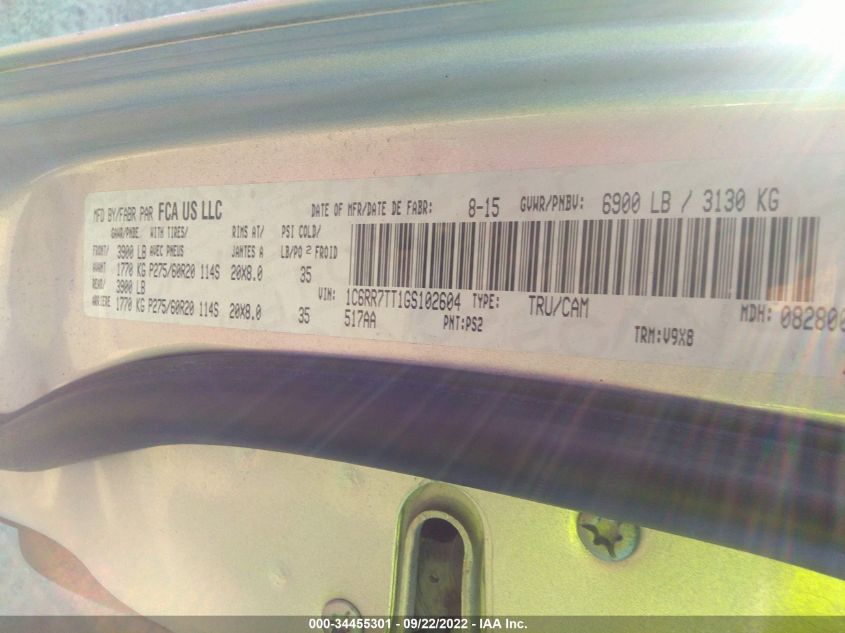 MFD BY/FABR PAR FCA US LLC DATE OF MFR/DATE DE FABR: 8-15 GVWR/PNBV: 6900 LB / 3130 KG
GAWR/PNBE WITH TIRES/ RIMS AT/ PSI COLD/
FRONT/ 3900 LB AVEC PNEUS JANTES A LB/PO 2 FROID
AVANT 1770 KG P275/60R20 114S 20X8.0 35
REAR/ 3900 LB
ARRIERE 1770 KG P275/60R20 114S 20X8.0 35
VIN: 1C6RR7TT1GS102604 TYPE: TRU/CAM MDH: 082800
517AA PNT:PS2 TRM:V9X8
000-34455301 - 09/22/2022 - IAA Inc.